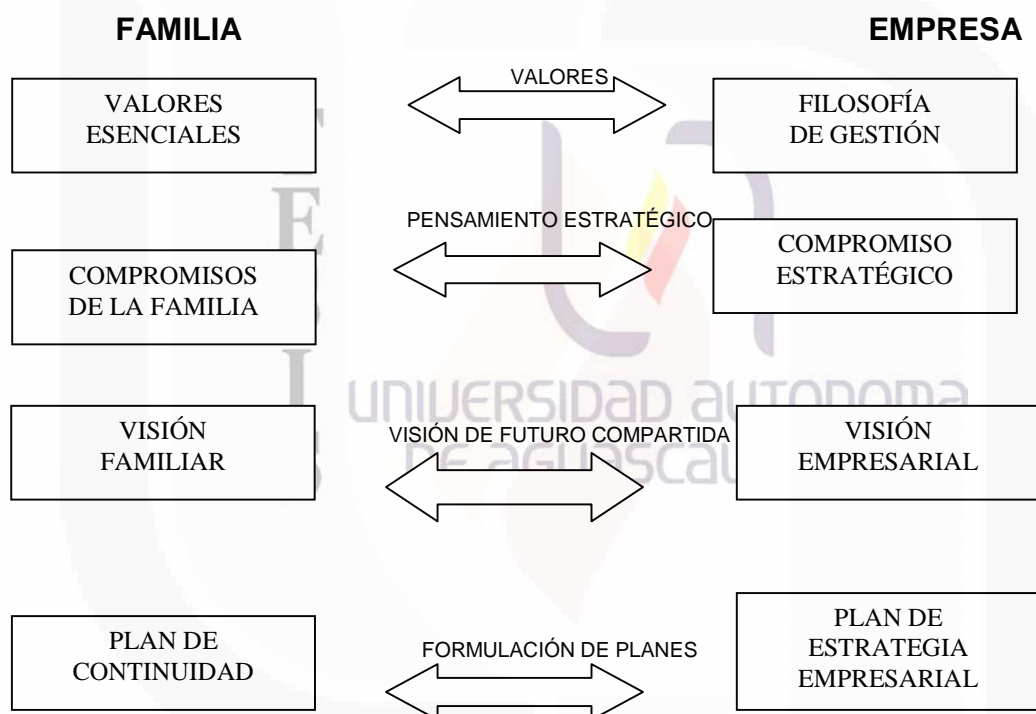 FAMILIA
EMPRESA
VALORES
ESENCIALES
VALORES
FILOSOFÍA
DE GESTIÓN
COMPROMISOS
DE LA FAMILIA
PENSAMIENTO ESTRATÉGICO
COMPROMISO
ESTRATÉGICO
VISIÓN
FAMILIAR
VISIÓN DE FUTURO COMPARTIDA
VISIÓN
EMPRESARIAL
PLAN DE
CONTINUIDAD
FORMULACIÓN DE PLANES
PLAN DE
ESTRATEGIA
EMPRESARIAL
UNIVERSIDAD AUTONOMA